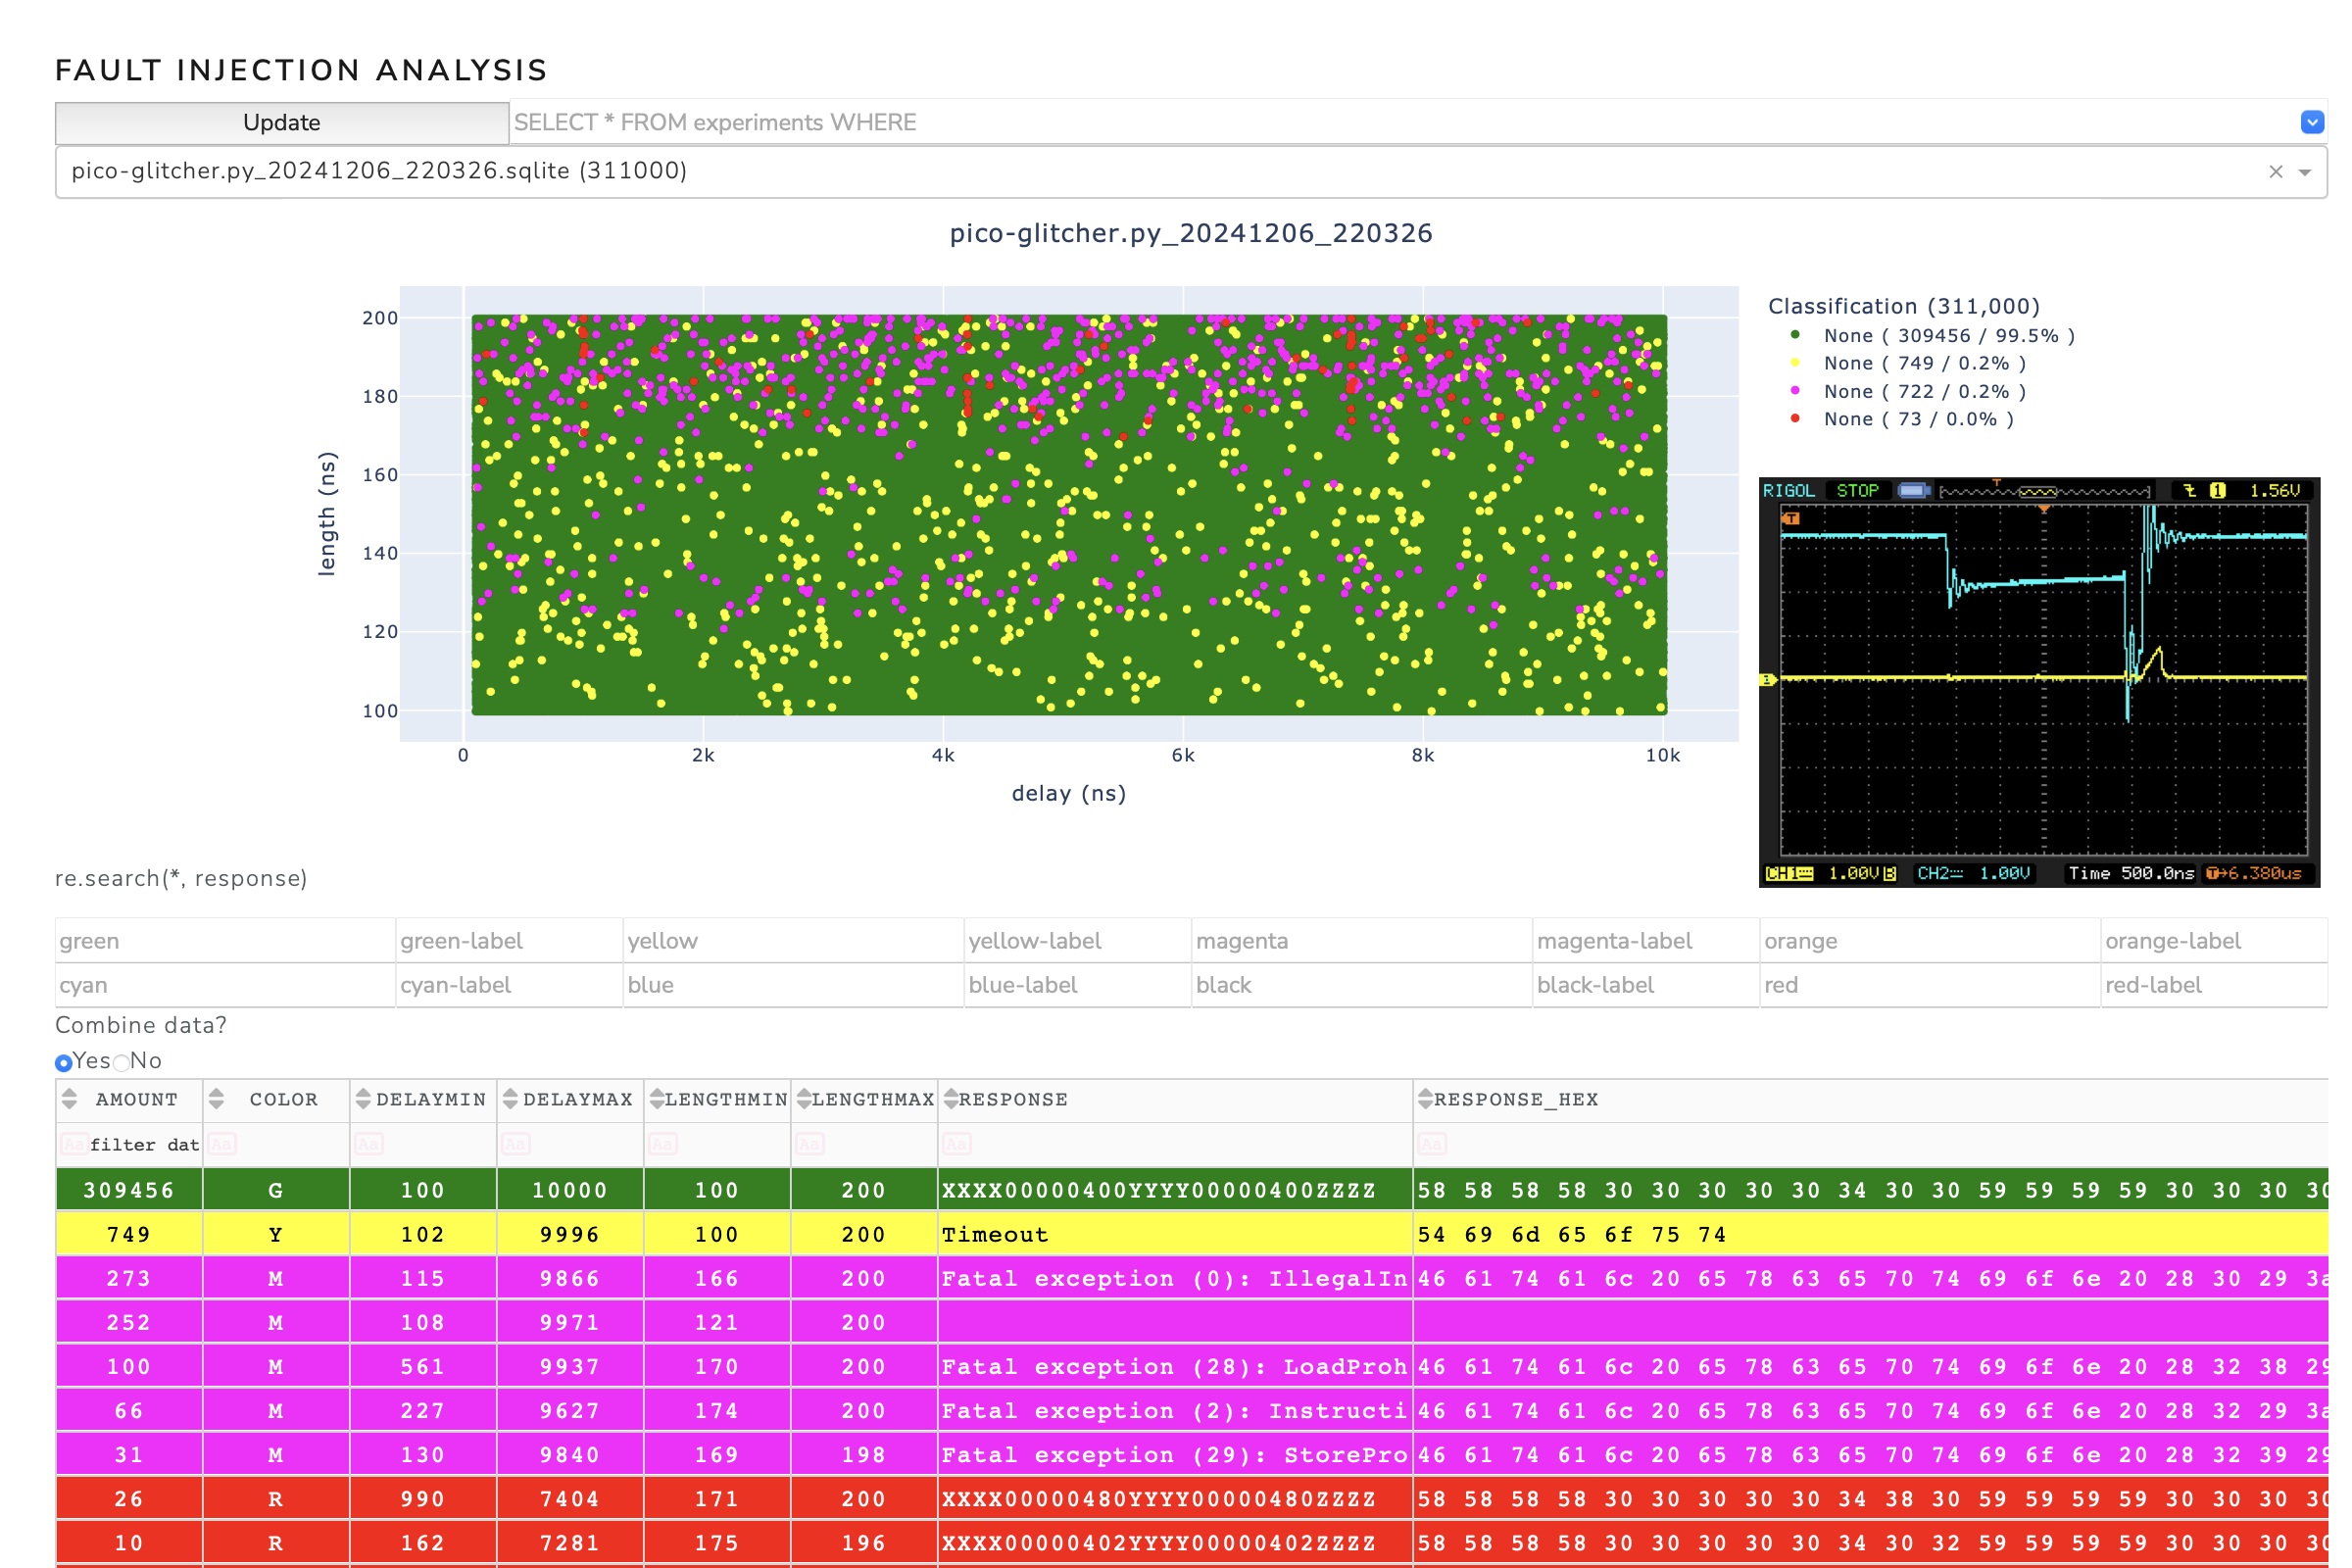 FAULT INJECTION ANALYSIS
Update SELECT * FROM experiments WHERE
pico-glitcher.py_20241206_220326.sqlite (311000)
pico-glitcher.py_20241206_220326
Classification (311,000)
None ( 309456 / 99.5% )
None ( 749 / 0.2% )
None ( 722 / 0.2% )
None ( 73 / 0.0% )
200
180
160
140
120
100
length (ns)
0 2k 4k 6k 8k 10k
delay (ns)
RIGOL STOP T 1 1.56V
T
1
CH1 1.00V B CH2 1.00V Time 500.0ns T→6.380us
re.search(*, response)
green green-label yellow yellow-label magenta magenta-label orange orange-label
cyan cyan-label blue blue-label black black-label red red-label
Combine data?
Yes No
AMOUNT COLOR DELAYMIN DELAYMAX LENGTHMIN LENGTHMAX RESPONSE RESPONSE_HEX
Aa filter dat Aa Aa Aa Aa Aa Aa Aa
309456 G 100 10000 100 200 XXXX00000400YYYY00000400ZZZZ 58 58 58 58 30 30 30 30 30 34 30 30 59 59 59 59 30 30 30 30
749 Y 102 9996 100 200 Timeout 54 69 6d 65 6f 75 74
273 M 115 9866 166 200 Fatal exception (0): IllegalIn 46 61 74 61 6c 20 65 78 63 65 70 74 69 6f 6e 20 28 30 29 3a
252 M 108 9971 121 200
100 M 561 9937 170 200 Fatal exception (28): LoadProh 46 61 74 61 6c 20 65 78 63 65 70 74 69 6f 6e 20 28 32 38 29
66 M 227 9627 174 200 Fatal exception (2): Instructi 46 61 74 61 6c 20 65 78 63 65 70 74 69 6f 6e 20 28 32 29 3a
31 M 130 9840 169 198 Fatal exception (29): StorePro 46 61 74 61 6c 20 65 78 63 65 70 74 69 6f 6e 20 28 32 39 29
26 R 990 7404 171 200 XXXX00000480YYYY00000480ZZZZ 58 58 58 58 30 30 30 30 30 34 38 30 59 59 59 59 30 30 30 30
10 R 162 7281 175 196 XXXX00000402YYYY00000402ZZZZ 58 58 58 58 30 30 30 30 30 34 30 32 59 59 59 59 30 30 30 30